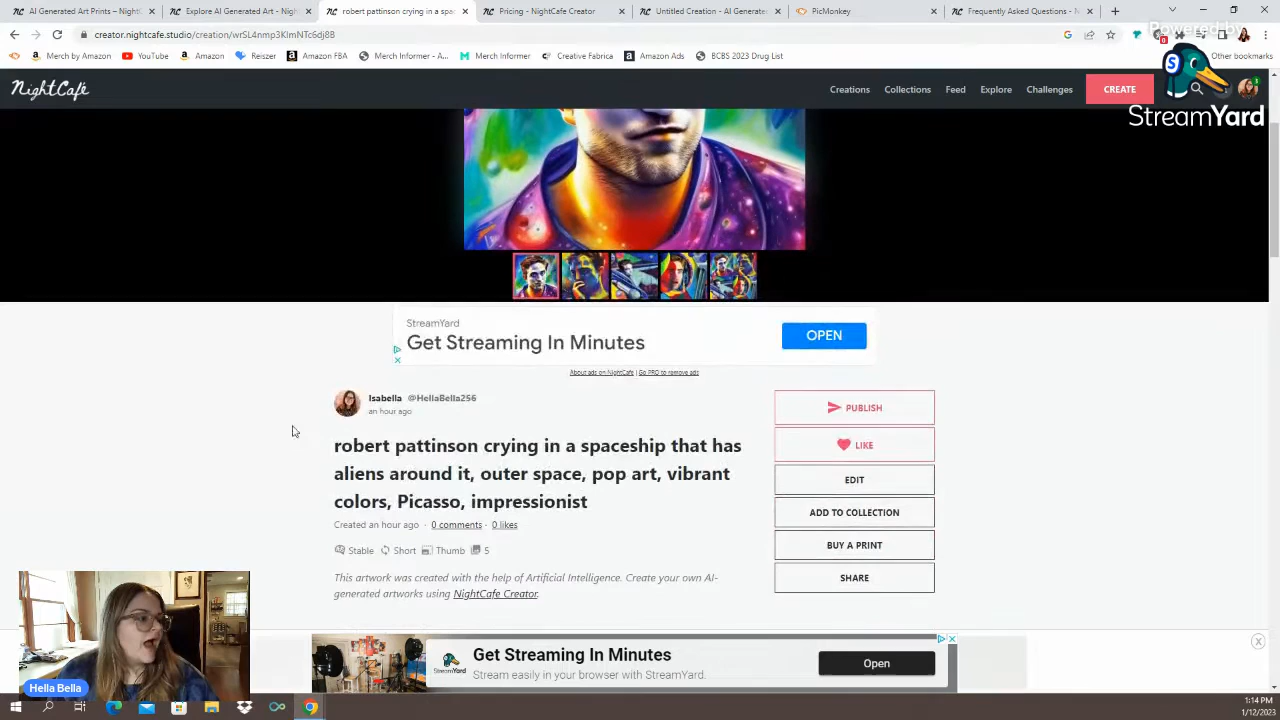 AI Generated Art Prints - Night
Explore AI Generated Art - Nig
robert pattinson crying in a spac
Pricing - NightCafe Creator
Untitled Creation - NightCafe C
PicMonkey
Frequently Asked Questions - N
Powered by
creator.nightcafe.studio/creation/wrSL4nmp3KlmNTc6dj8B
Merch by Amazon
YouTube
Amazon
Reiszer
Amazon FBA
Merch Informer - A...
Merch Informer
Creative Fabrica
Amazon Ads
BCBS 2023 Drug List
Other bookmarks
NightCafe
Creations
Collections
Feed
Explore
Challenges
CREATE
StreamYard
StreamYard
Get Streaming In Minutes
OPEN
About ads on NightCafe | Go PRO to remove ads
Isabella @HellaBella256
an hour ago
PUBLISH
LIKE
robert pattinson crying in a spaceship that has
aliens around it, outer space, pop art, vibrant
colors, Picasso, impressionist
EDIT
ADD TO COLLECTION
Created an hour ago · 0 comments · 0 likes
BUY A PRINT
Stable Short Thumb 5
SHARE
This artwork was created with the help of Artificial Intelligence. Create your own AI-
generated artworks using NightCafe Creator.
Get Streaming In Minutes
Stream easily in your browser with StreamYard.
Open
StreamYard
Hella Bella
1:14 PM
1/12/2023